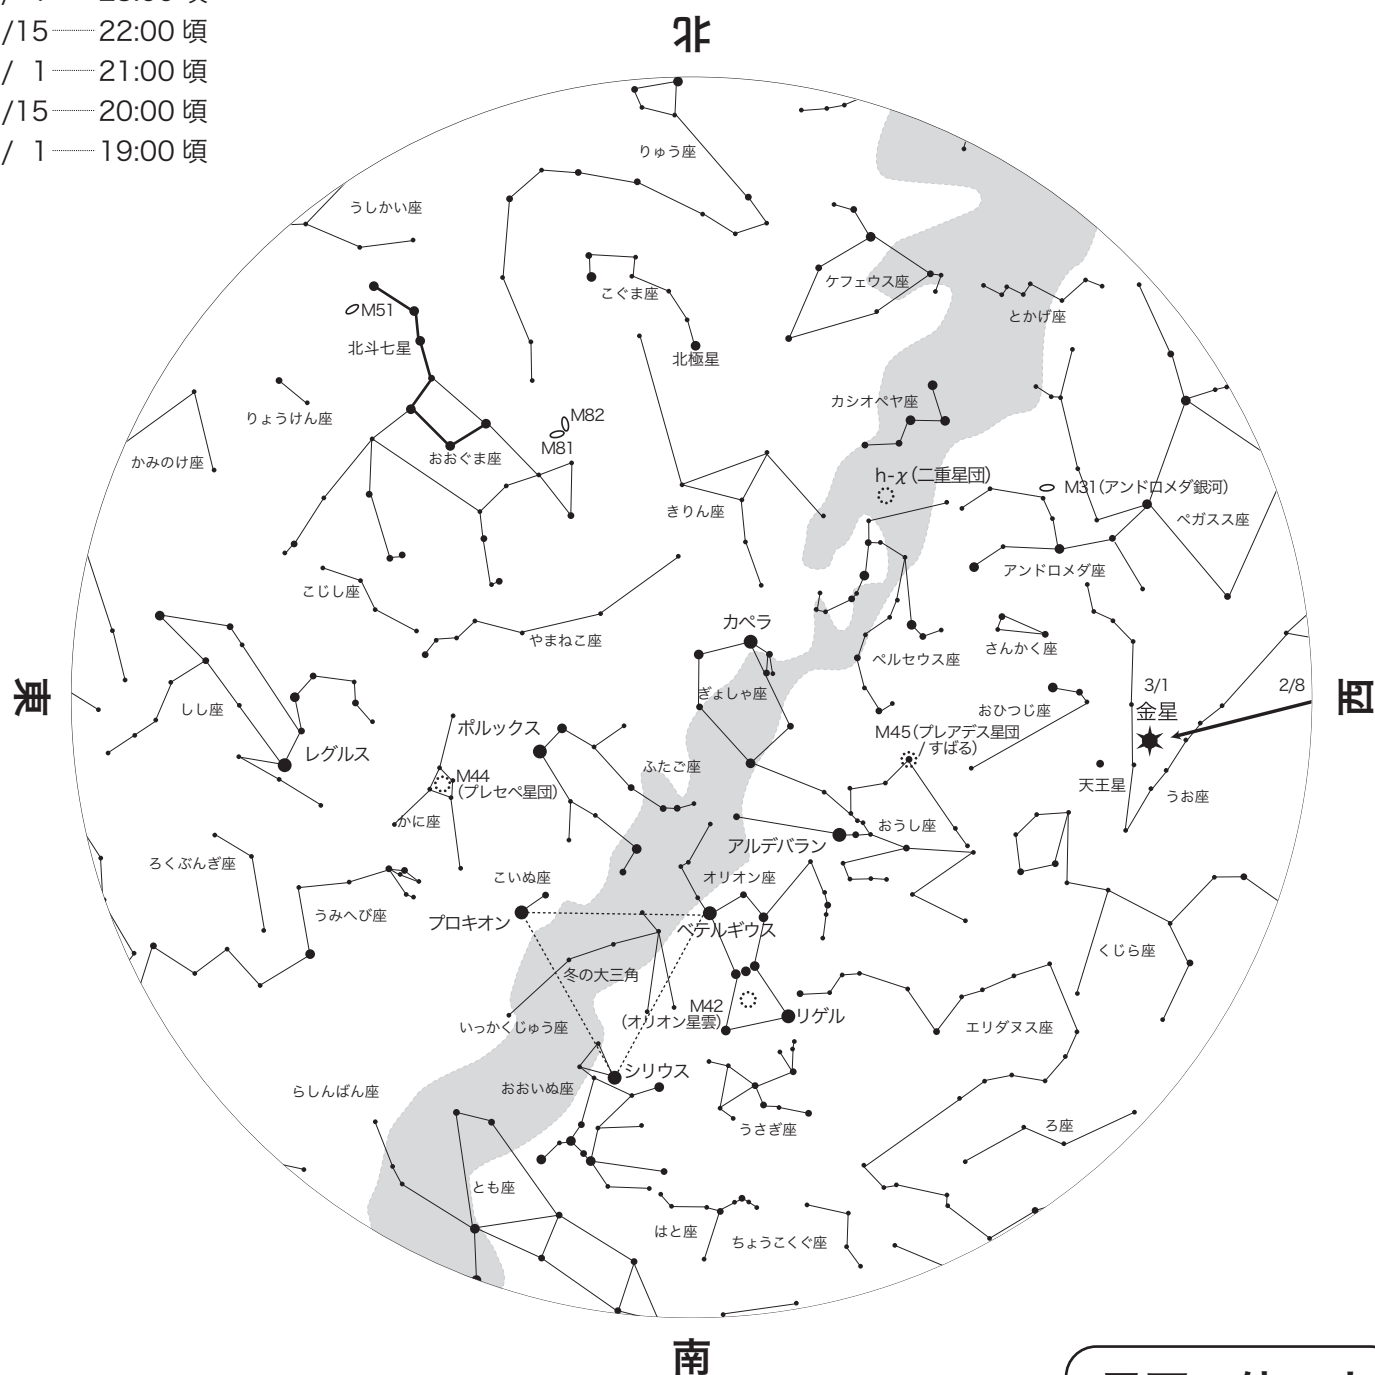 /15 22:00 頃
/ 1 21:00 頃
/15 20:00 頃
/ 1 19:00 頃
北
りゅう座
うしかい座
ケフェウス座
こぐま座
とかげ座
M51
北斗七星
北極星
カシオペヤ座
りょうけん座
M82
M81
おおぐま座
かみのけ座
h-χ(二重星団)
M31(アンドロメダ銀河)
きりん座
ペガスス座
アンドロメダ座
こじし座
やまねこ座
カペラ
さんかく座
ペルセウス座
東
西
ぎょしゃ座
3/1
2/8
しし座
おひつじ座
金星
レグルス
ポルックス
M45(プレアデス星団
/すばる)
ふたご座
M44
(プレセペ星団)
天王星
うお座
かに座
おうし座
アルデバラン
ろくぶんぎ座
こいぬ座
オリオン座
うみへび座
プロキオン
ベテルギウス
くじら座
冬の大三角
M42
(オリオン星雲)
リゲル
いっかくじゅう座
エリダヌス座
シリウス
らしんばん座
おおいぬ座
うさぎ座
ろ座
とも座
はと座
ちょうこくぐ座
南